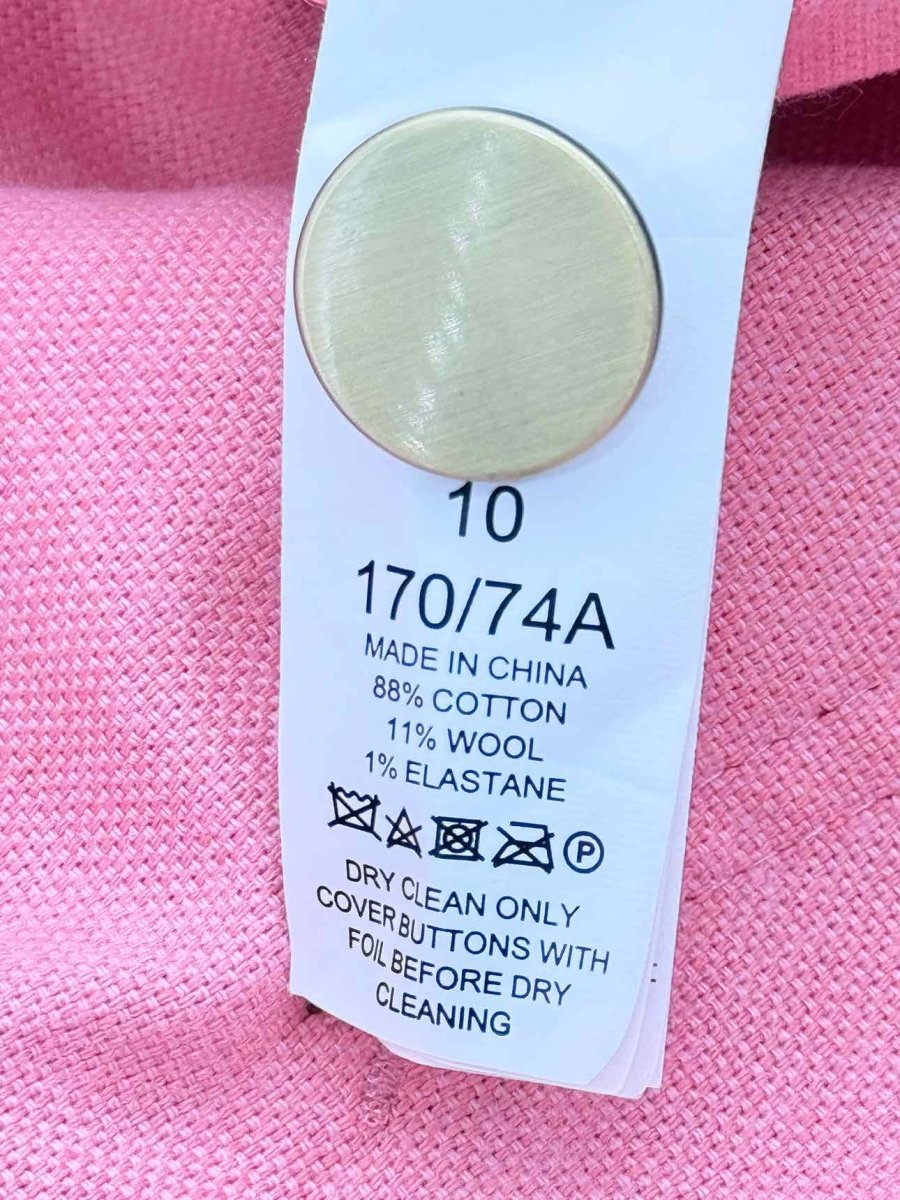 10
170/74A
MADE IN CHINA
88% COTTON
11% WOOL
1% ELASTANE
P
DRY CLEAN ONLY
COVER BUTTONS WITH
FOIL BEFORE DRY
CLEANING